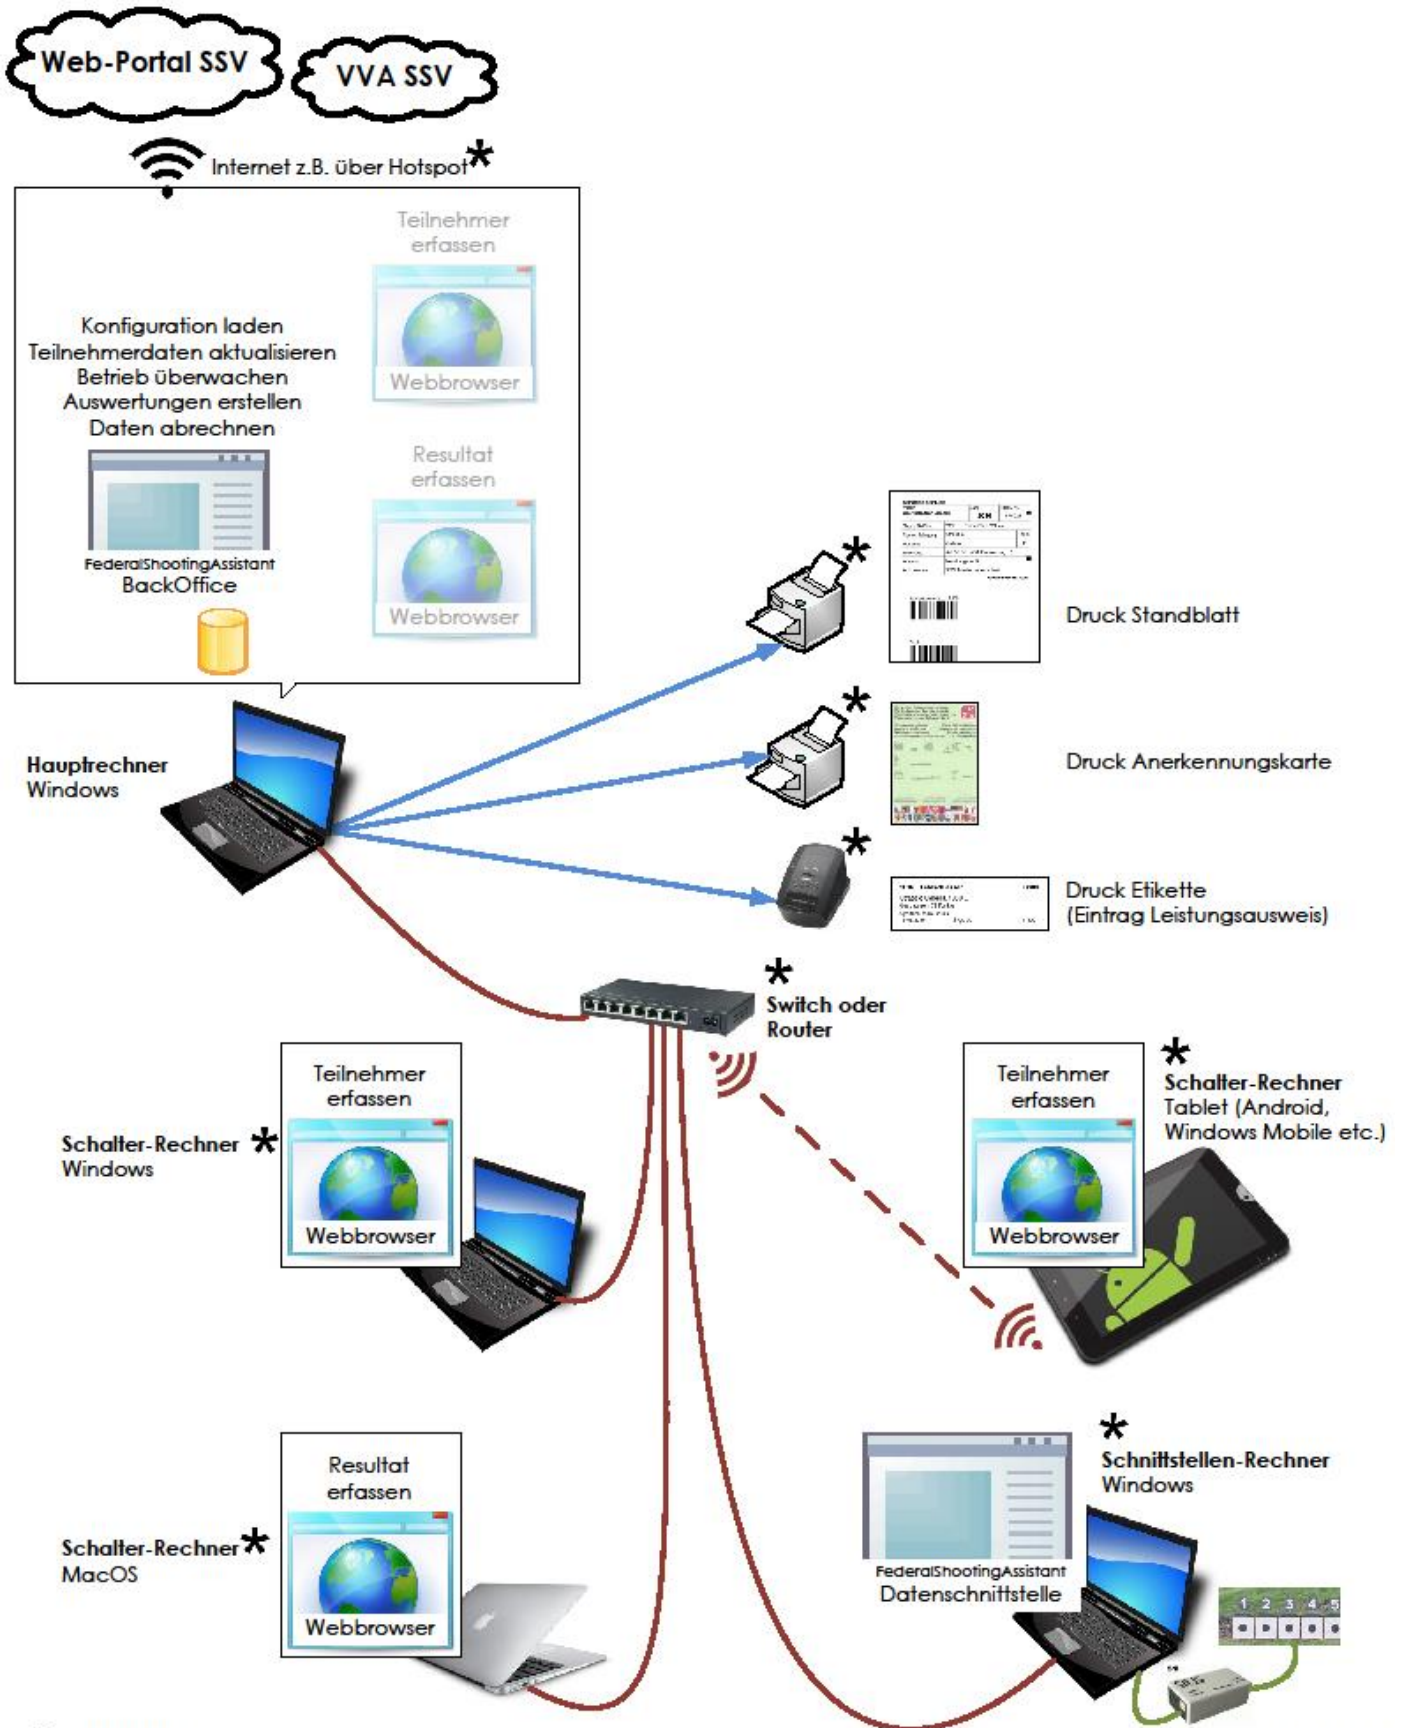 Web-Portal SSV
VVA SSV
Internet z.B. über Hotspot*
Teilnehmer
erfassen
Webbrowser
Konfiguration laden
Teilnehmerdaten aktualisieren
Betrieb überwachen
Auswertungen erstellen
Daten abrechnen
FederalShootingAssistant
BackOffice
Resultat
erfassen
Webbrowser
*
Druck Standblatt
Hauptrechner
Windows
*
Druck Anerkennungskarte
*
Druck Etikette
(Eintrag Leistungsausweis)
*
Switch oder
Router
Schalter-Rechner *
Windows
Teilnehmer
erfassen
Webbrowser
Teilnehmer
erfassen
Webbrowser
*
Schalter-Rechner
Tablet (Android,
Windows Mobile etc.)
Schalter-Rechner *
MacOS
Resultat
erfassen
Webbrowser
FederalShootingAssistant
Datenschnittstelle
*
Schnittstellen-Rechner
Windows
1 2 3 4 5